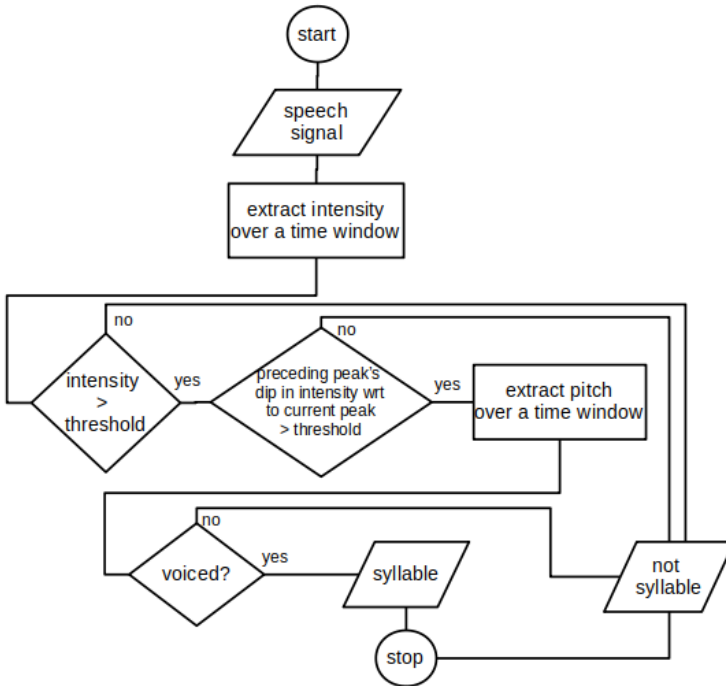 start
speech
signal
extract intensity
over a time window
no
no
intensity
>
threshold
yes
preceding peak's
dip in intensity wrt
to current peak
> threshold
yes
extract pitch
over a time window
no
voiced?
yes
syllable
not
syllable
stop